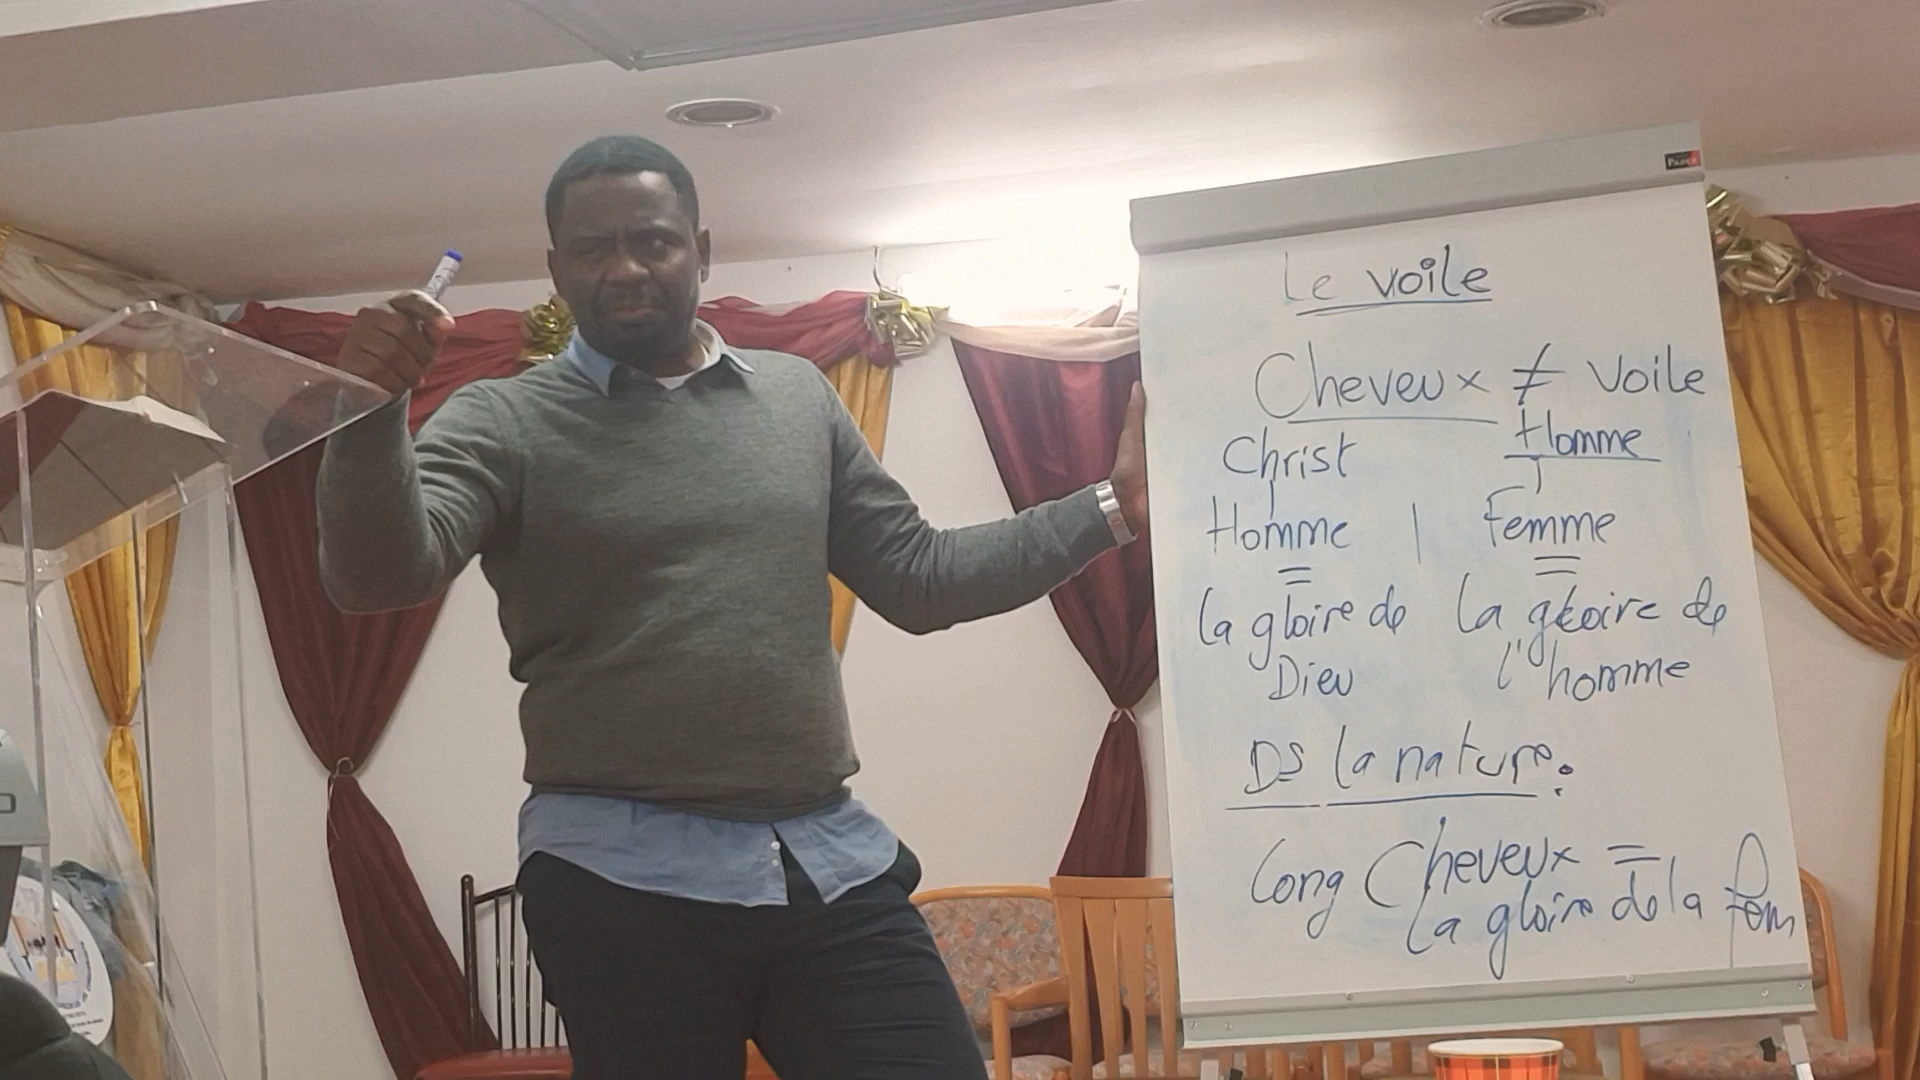 Le voile
Cheveux ≠ voile
Christ Homme
Homme | Femme
= =
la gloire de la gloire de
Dieu l'homme
DS la nature:
Long Cheveux =
la gloire de la fem